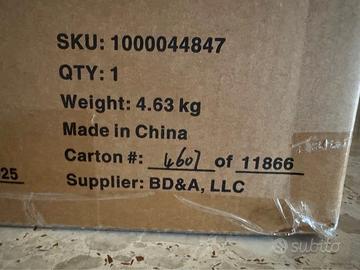 SKU: 1000044847
QTY: 1
Weight: 4.63 kg
Made in China
Carton #: 4607 of 11866
25
Supplier: BD&A, LLC
subito